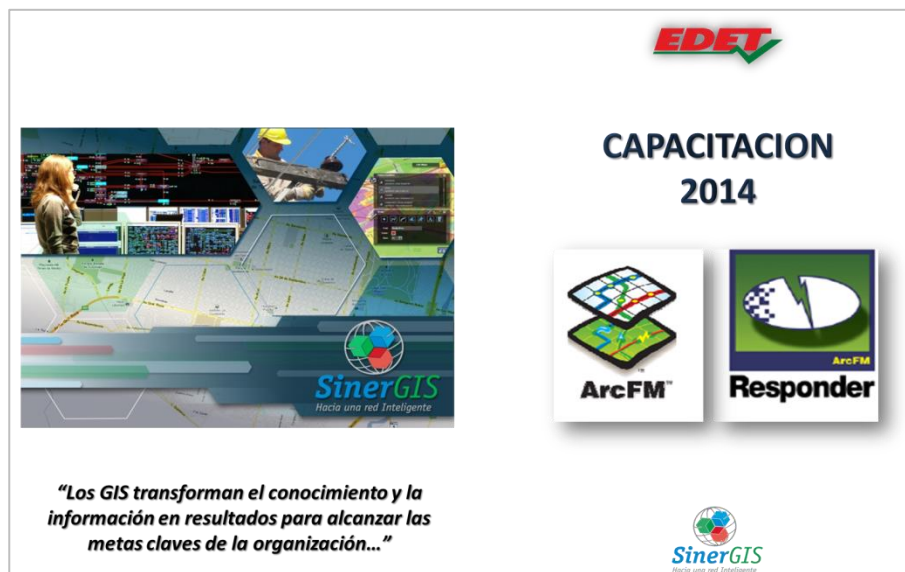 EDET
CAPACITACION
2014
SinerGIS
Hacia una red Inteligente
ArcFM™
ArcFM
Responder
“Los GIS transforman el conocimiento y la
información en resultados para alcanzar las
metas claves de la organización...”
SinerGIS
Hacia una red Inteligente